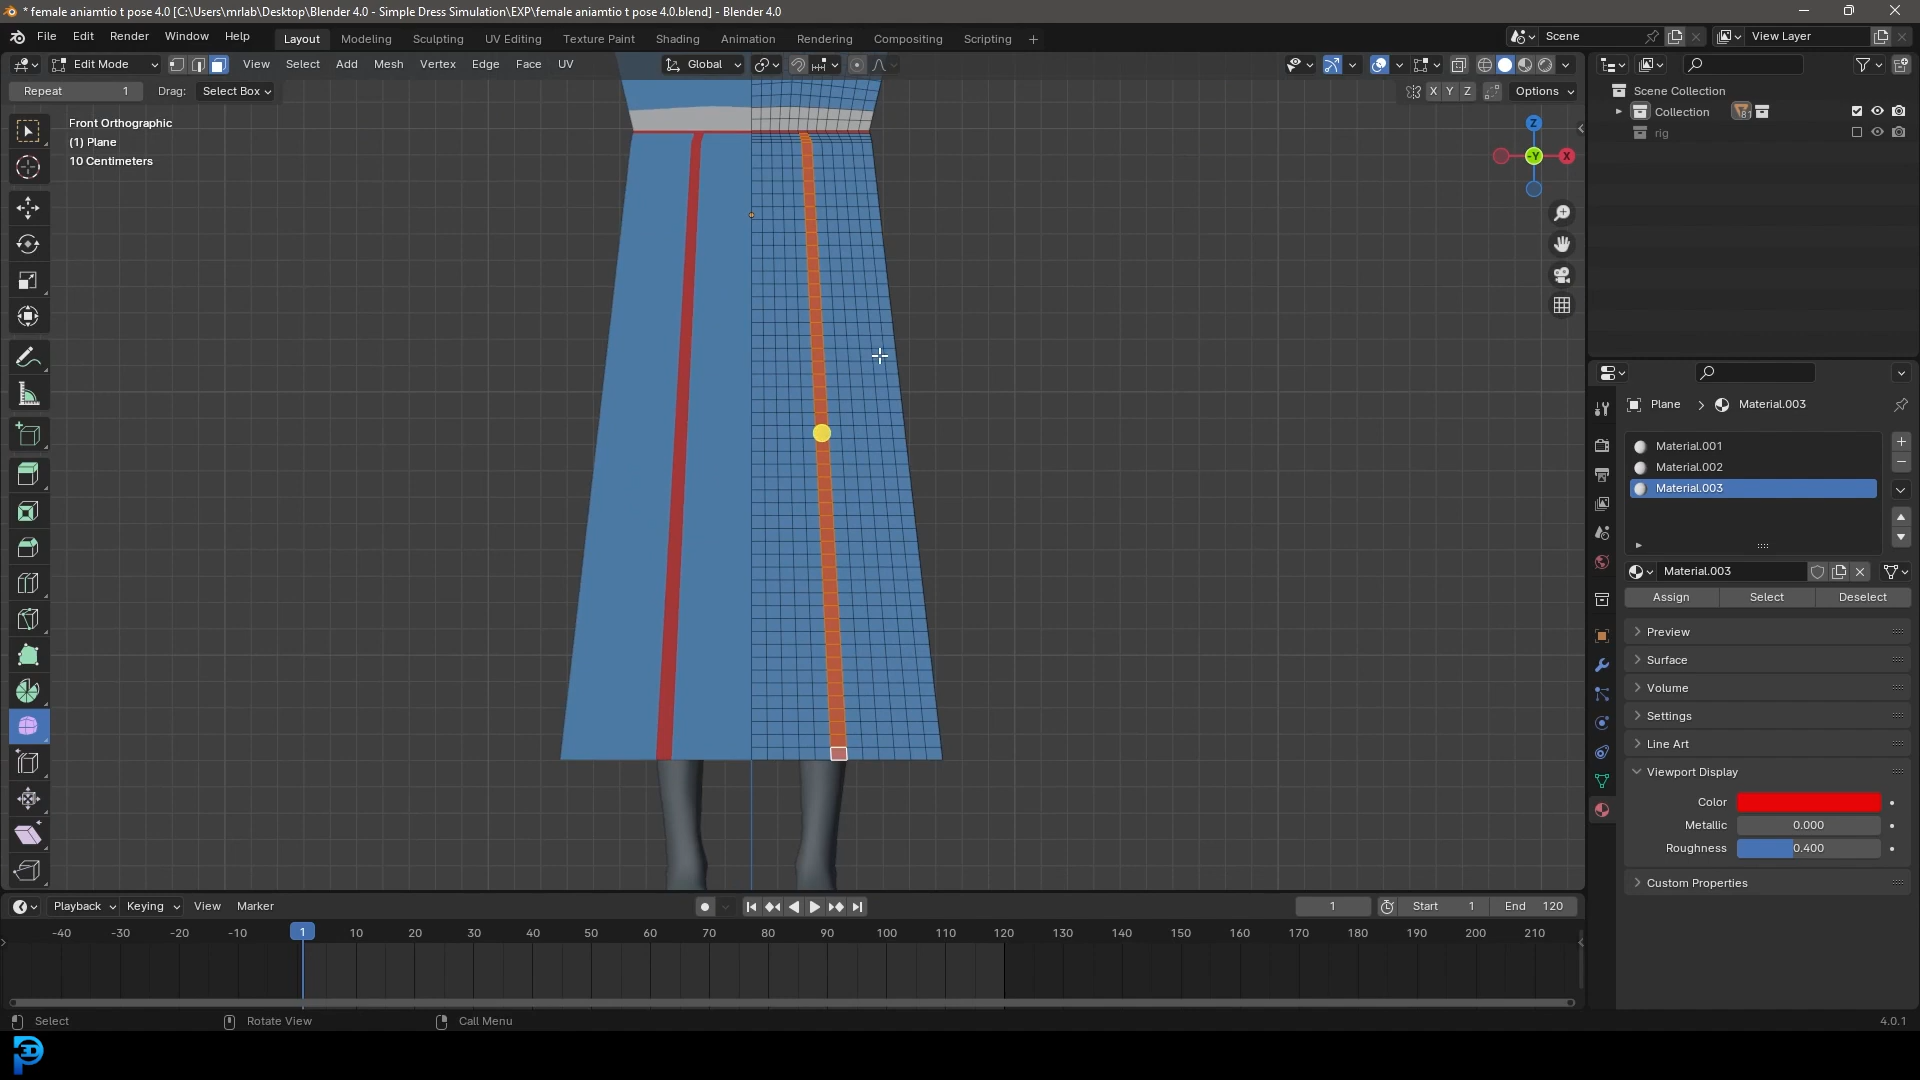 * female aniamtio t pose 4.0 [C:\Users\mrlab\Desktop\Blender 4.0 - Simple Dress Simulation\EXP\female aniamtio t pose 4.0.blend] - Blender 4.0
File Edit Render Window Help Layout Modeling Sculpting UV Editing Texture Paint Shading Animation Rendering Compositing Scripting + Scene View Layer
Edit Mode View Select Add Mesh Vertex Edge Face UV Global
Repeat 1 Drag: Select Box X Y Z Options
Front Orthographic
(1) Plane
10 Centimeters
Z
-Y X
Scene Collection
Collection 81
rig
Plane > Material.003
Material.001
Material.002
Material.003
Material.003
Assign Select Deselect
Preview
Surface
Volume
Settings
Line Art
Viewport Display
Color
Metallic 0.000
Roughness 0.400
Custom Properties
Playback Keying View Marker 1 Start 1 End 120
-40 -30 -20 -10 1 10 20 30 40 50 60 70 80 90 100 110 120 130 140 150 160 170 180 190 200 210
Select Rotate View Call Menu 4.0.1